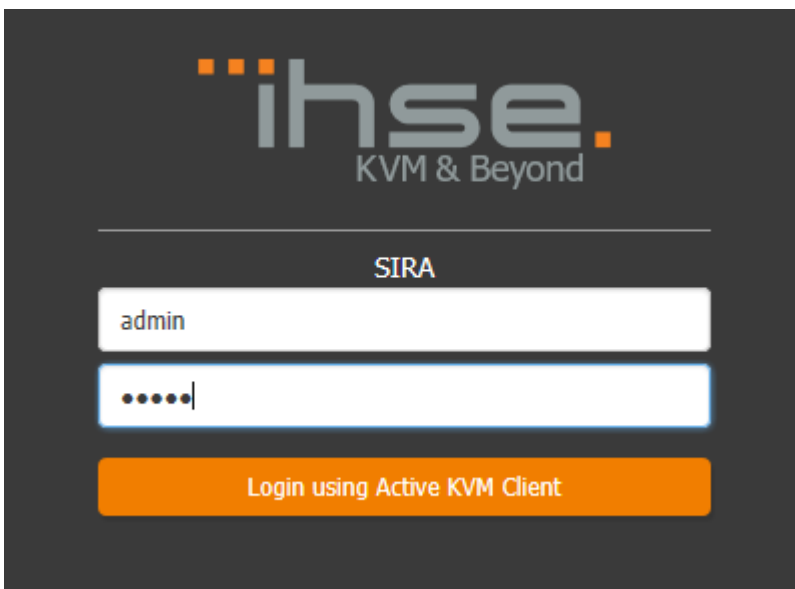 ihse.
KVM & Beyond
SIRA
admin
•••••
Login using Active KVM Client